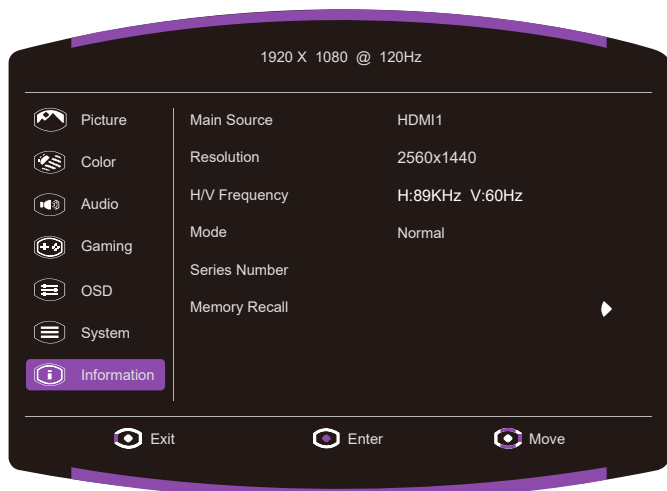 1920 X 1080 @ 120Hz
Picture
Color
Audio
Gaming
OSD
System
Information
Main Source HDMI1
Resolution 2560x1440
H/V Frequency H:89KHz V:60Hz
Mode Normal
Series Number
Memory Recall
Exit Enter Move